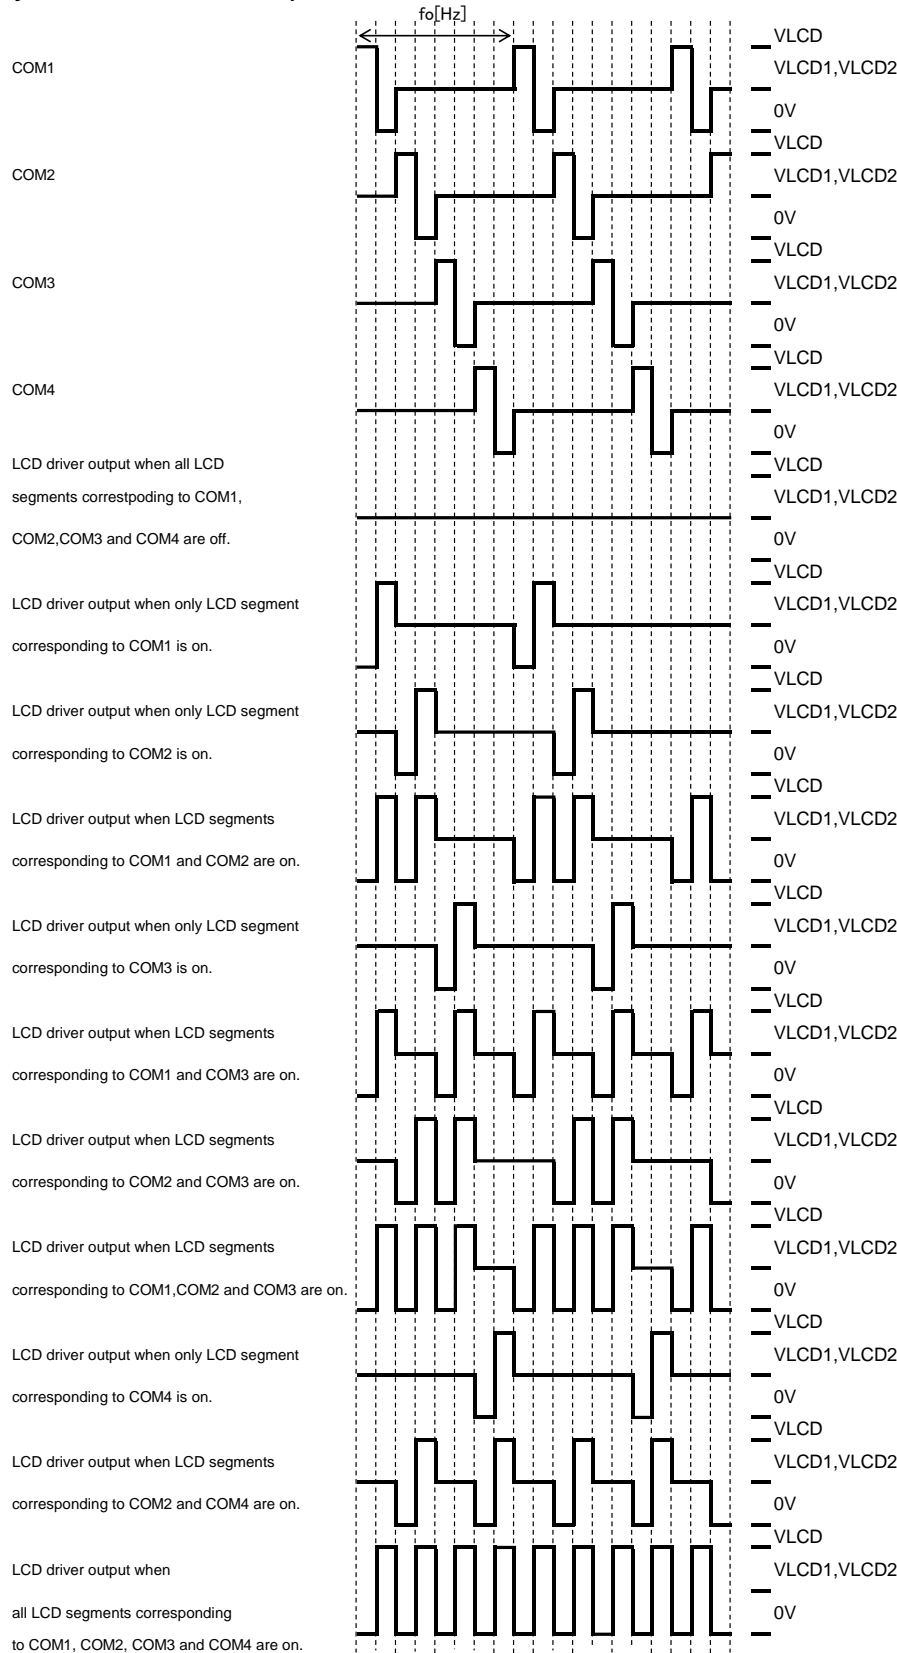 fo[Hz]
VLCD
COM1
VLCD1,VLCD2
0V
VLCD
COM2
VLCD1,VLCD2
0V
VLCD
COM3
VLCD1,VLCD2
0V
VLCD
COM4
VLCD1,VLCD2
0V
LCD driver output when all LCD
VLCD
segments correstpoding to COM1,
VLCD1,VLCD2
COM2,COM3 and COM4 are off.
0V
VLCD
LCD driver output when only LCD segment
VLCD1,VLCD2
corresponding to COM1 is on.
0V
VLCD
LCD driver output when only LCD segment
VLCD1,VLCD2
corresponding to COM2 is on.
0V
VLCD
LCD driver output when LCD segments
VLCD1,VLCD2
corresponding to COM1 and COM2 are on.
0V
VLCD
LCD driver output when only LCD segment
VLCD1,VLCD2
corresponding to COM3 is on.
0V
VLCD
LCD driver output when LCD segments
VLCD1,VLCD2
corresponding to COM1 and COM3 are on.
0V
VLCD
LCD driver output when LCD segments
VLCD1,VLCD2
corresponding to COM2 and COM3 are on.
0V
VLCD
LCD driver output when LCD segments
VLCD1,VLCD2
corresponding to COM1,COM2 and COM3 are on.
0V
VLCD
LCD driver output when only LCD segment
VLCD1,VLCD2
corresponding to COM4 is on.
0V
VLCD
LCD driver output when LCD segments
VLCD1,VLCD2
corresponding to COM2 and COM4 are on.
0V
VLCD
LCD driver output when
VLCD1,VLCD2
all LCD segments corresponding
0V
to COM1, COM2, COM3 and COM4 are on.